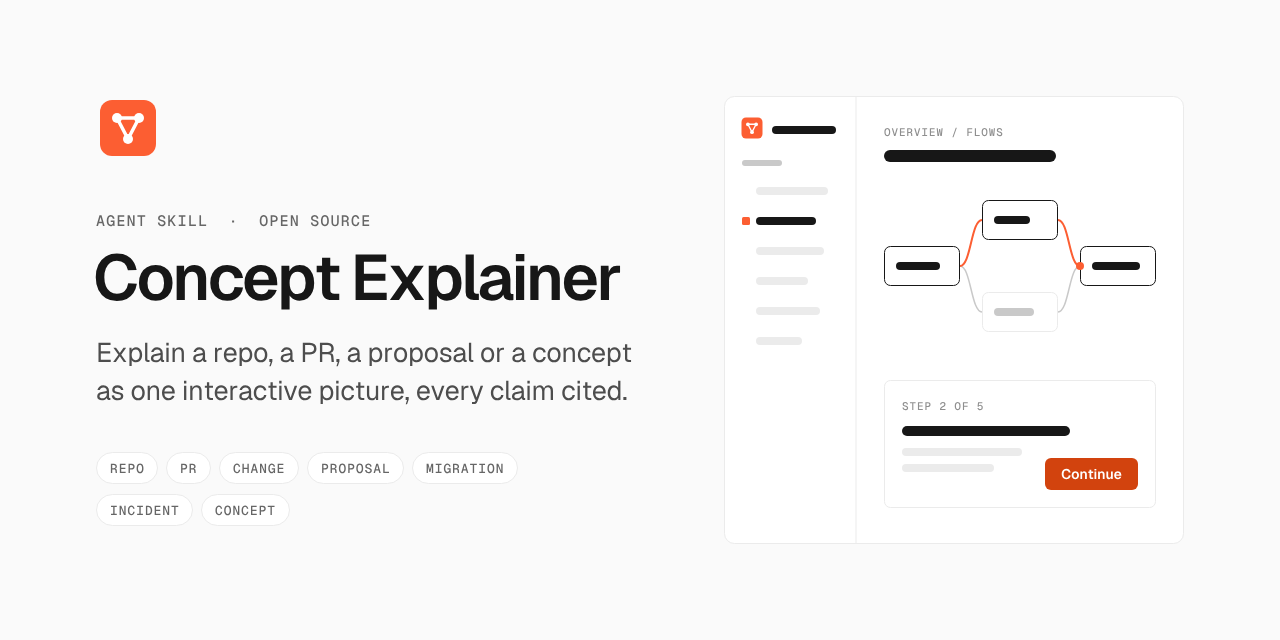 AGENT SKILL · OPEN SOURCE
Concept Explainer
Explain a repo, a PR, a proposal or a concept
as one interactive picture, every claim cited.
REPO PR CHANGE PROPOSAL MIGRATION
INCIDENT CONCEPT
OVERVIEW / FLOWS
STEP 2 OF 5
Continue